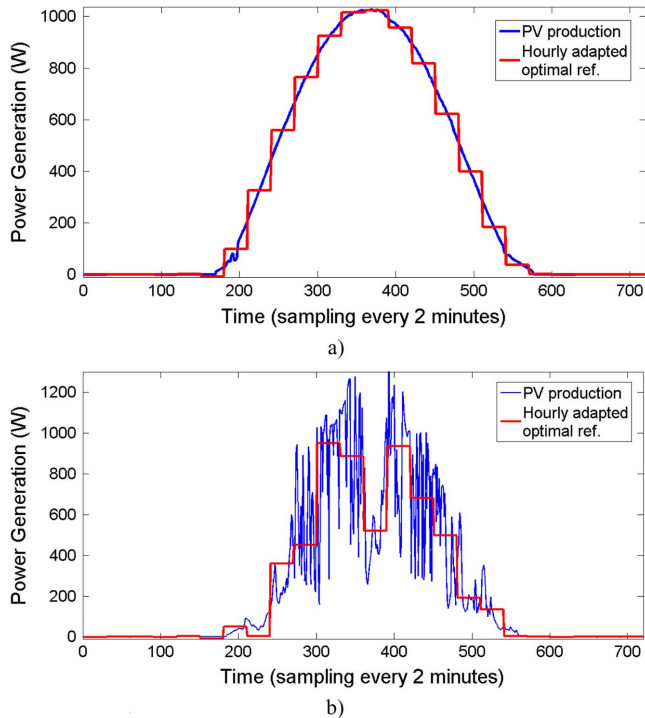 1000
800
600
400
200
0
Power Generation (W)
PV production
Hourly adapted
optimal ref.
0 100 200 300 400 500 600 700
Time (sampling every 2 minutes)
a)
1200
1000
800
600
400
200
0
Power Generation (W)
PV production
Hourly adapted
optimal ref.
0 100 200 300 400 500 600 700
Time (sampling every 2 minutes)
b)